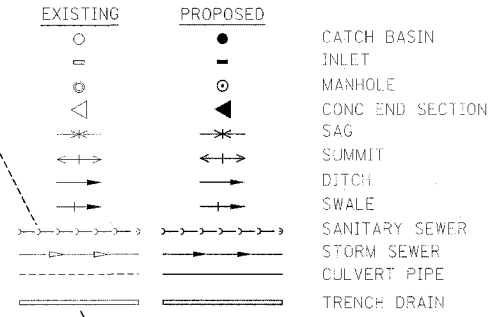 EXISTING PROPOSED
CATCH BASIN
INLET
MANHOLE
CONC END SECTION
SAG
SUMMIT
DITCH
SWALE
SANITARY SEWER
STORM SEWER
CULVERT PIPE
TRENCH DRAIN